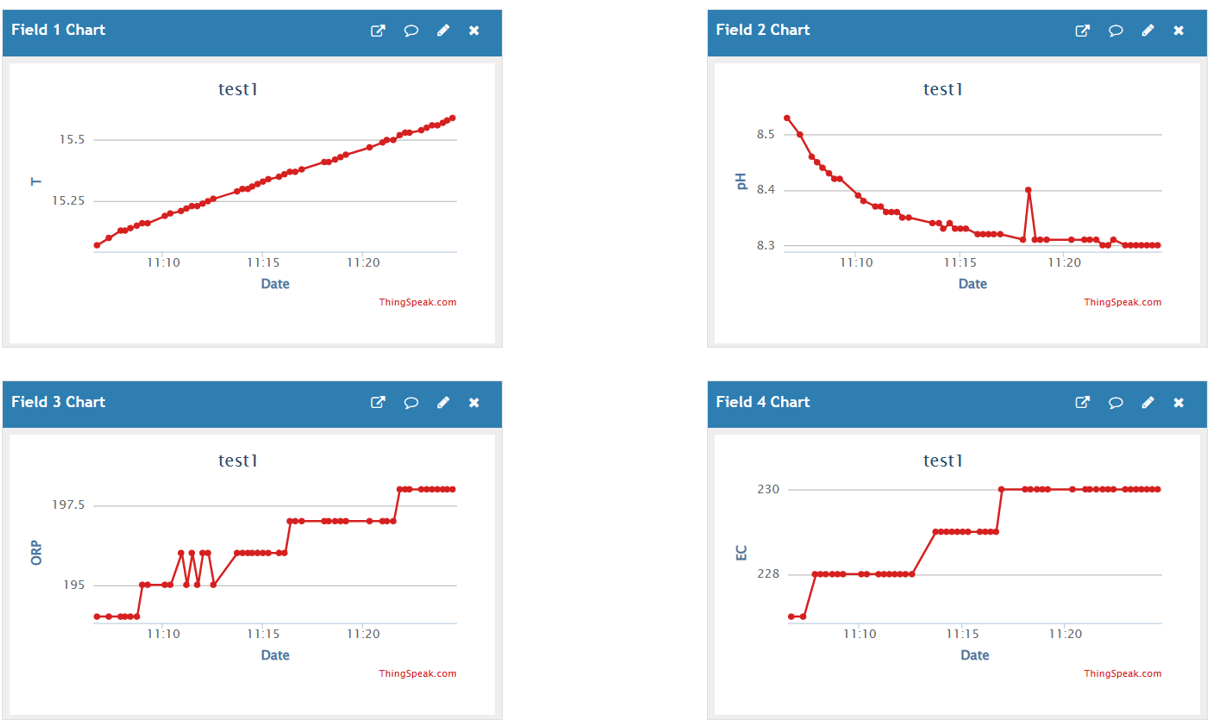 Field 1 Chart
test1
15.5
15.25
T
11:10 11:15 11:20
Date
ThingSpeak.com
Field 2 Chart
test1
8.5
8.4
8.3
pH
11:10 11:15 11:20
Date
ThingSpeak.com
Field 3 Chart
test1
197.5
195
ORP
11:10 11:15 11:20
Date
ThingSpeak.com
Field 4 Chart
test1
230
228
EC
11:10 11:15 11:20
Date
ThingSpeak.com